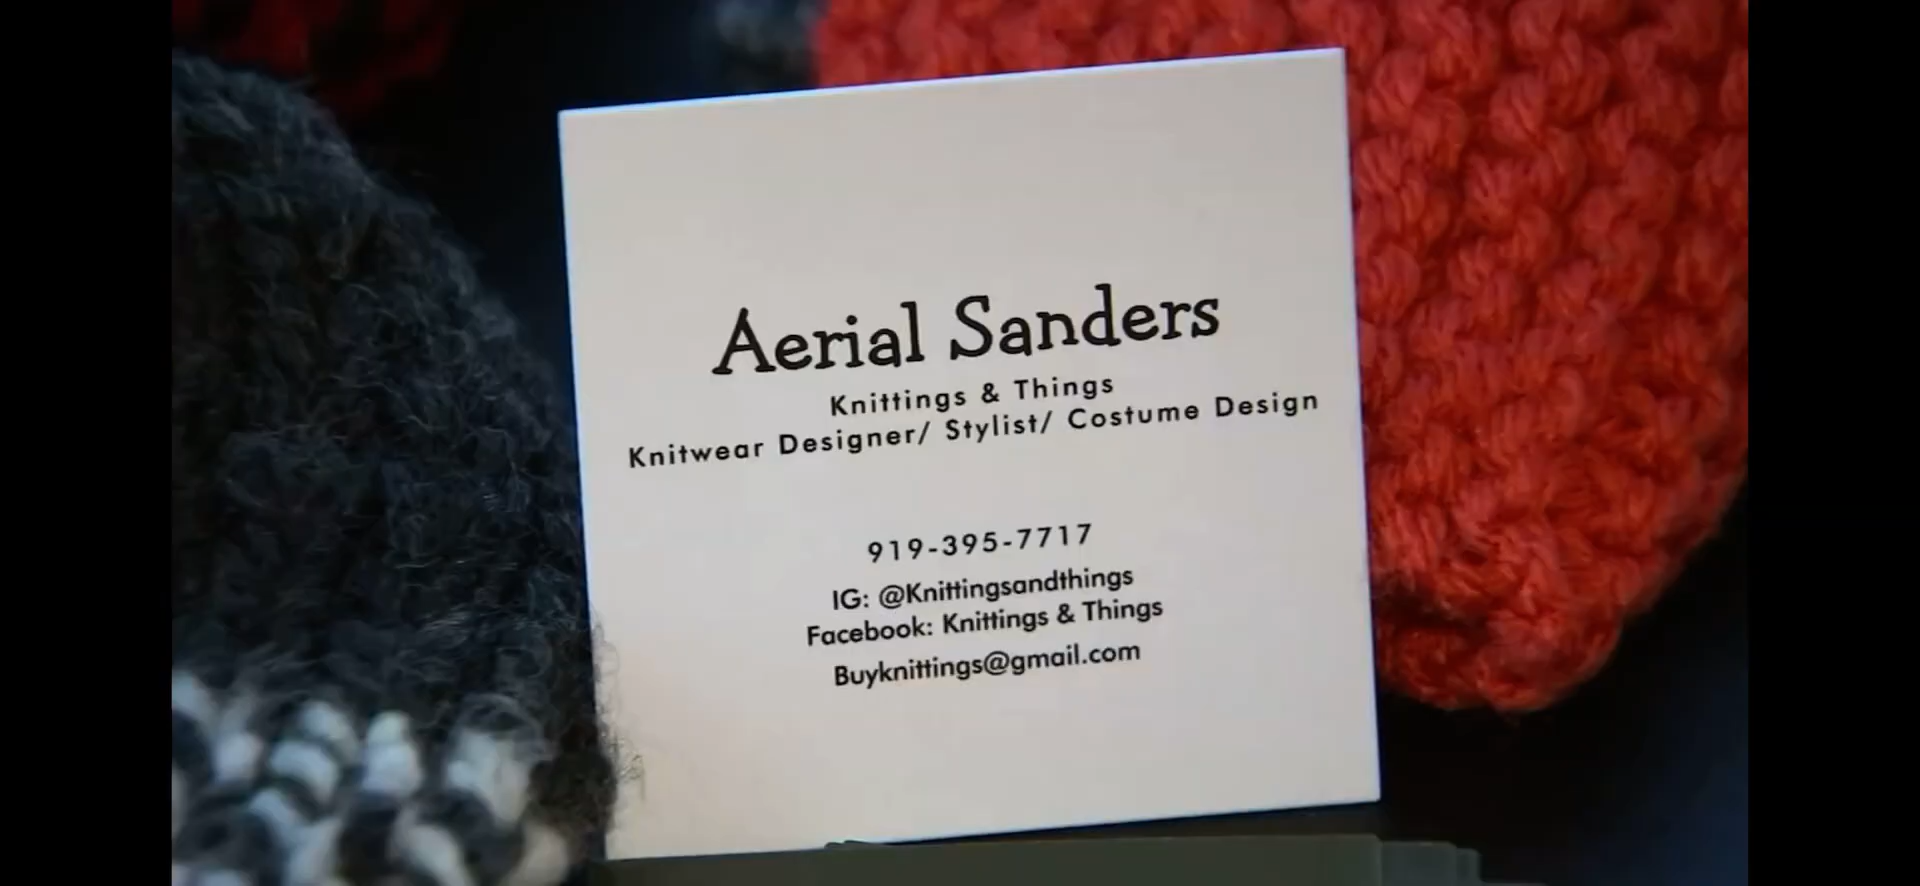 Aerial Sanders
Knittings & Things
Knitwear Designer/ Stylist/ Costume Design
919-395-7717
IG: @Knittingsandthings
Facebook: Knittings & Things
Buyknittings@gmail.com